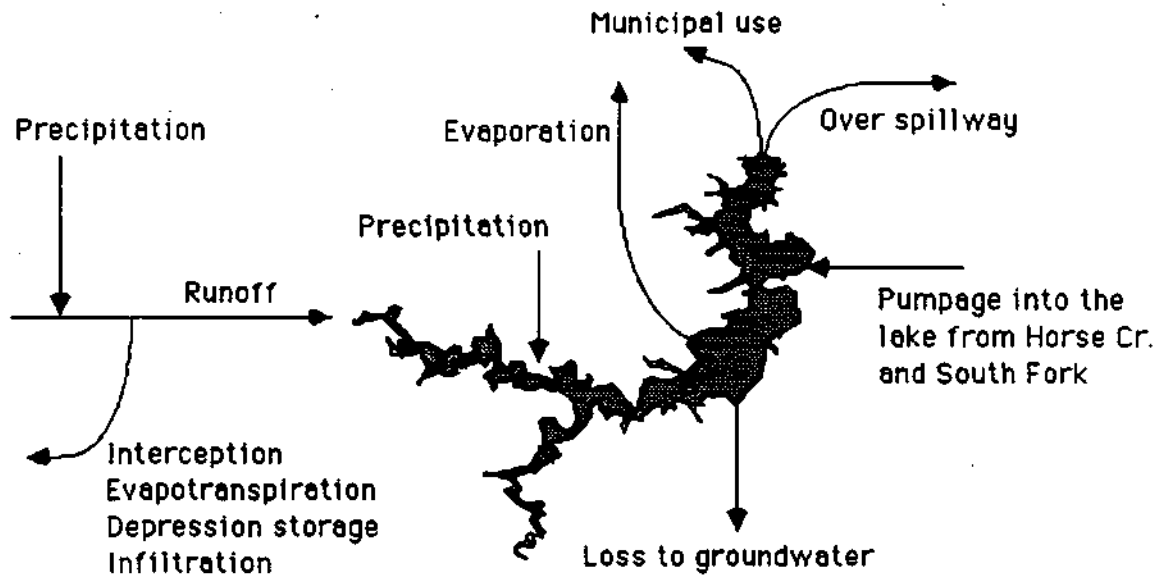 Municipal use
Over spillway
Evaporation
Precipitation
Precipitation
Runoff
Pumpage into the
lake from Horse Cr.
and South Fork
Interception
Evapotranspiration
Depression storage
Infiltration
Loss to groundwater